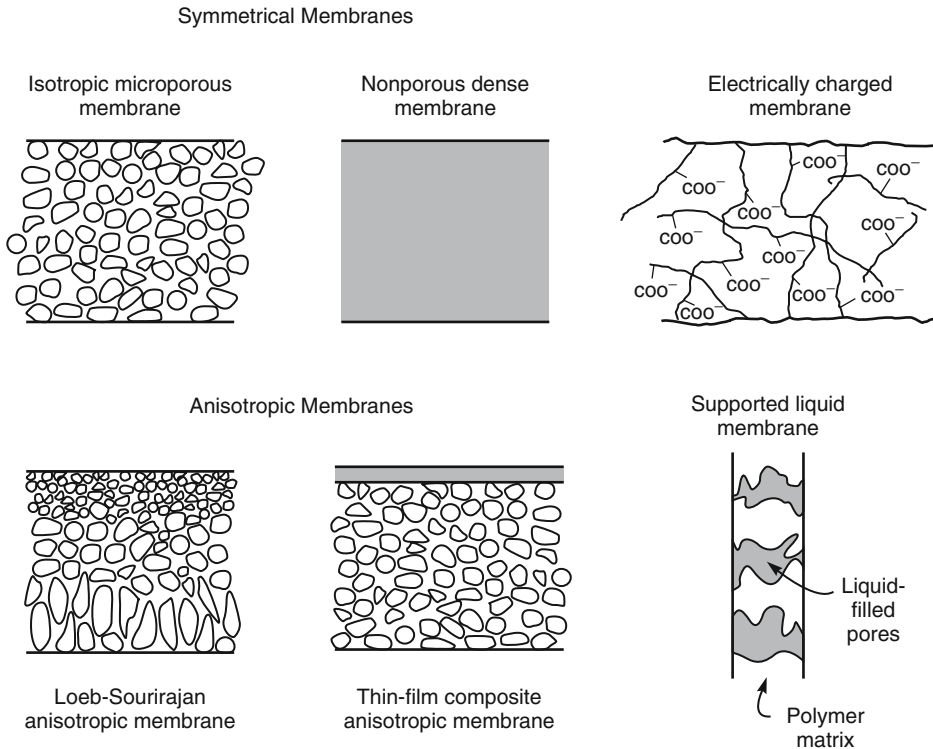 Symmetrical Membranes
Isotropic microporous
membrane
Nonporous dense
membrane
Electrically charged
membrane
COO⁻
COO⁻
COO⁻
COO⁻
COO⁻
COO⁻
COO⁻
COO⁻
COO⁻
COO⁻
COO⁻
COO⁻
Anisotropic Membranes
Supported liquid
membrane
Liquid-
filled
pores
Loeb-Sourirajan
anisotropic membrane
Thin-film composite
anisotropic membrane
Polymer
matrix